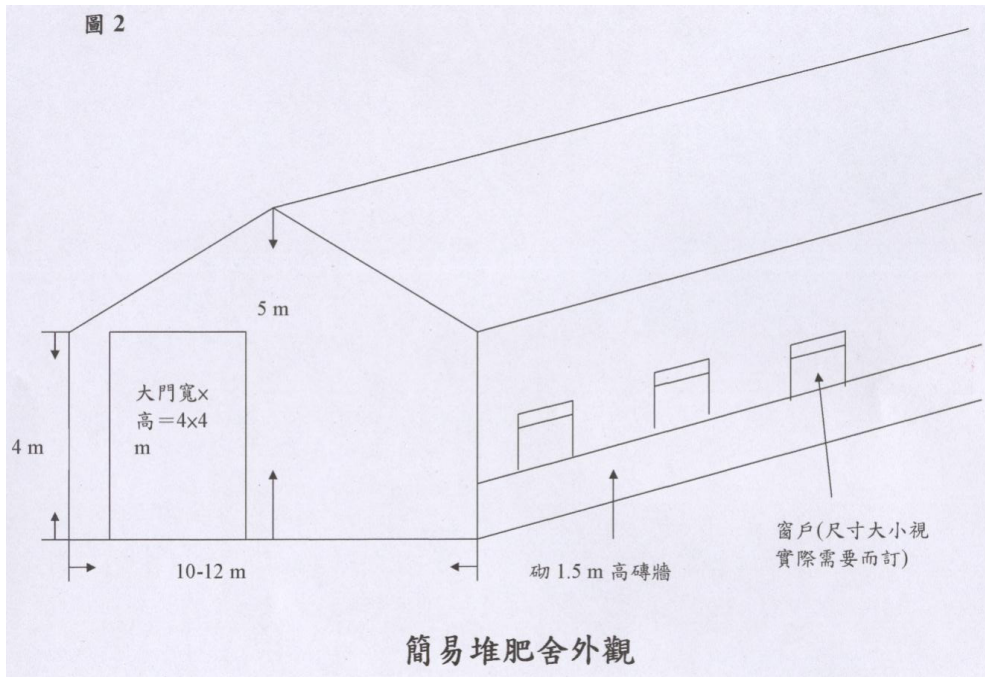 圖 2
5 m
大門寬×
高＝4×4
m
4 m
10-12 m
砌 1.5 m 高磚牆
窗戶(尺寸大小視
實際需要而訂)
簡易堆肥舍外觀